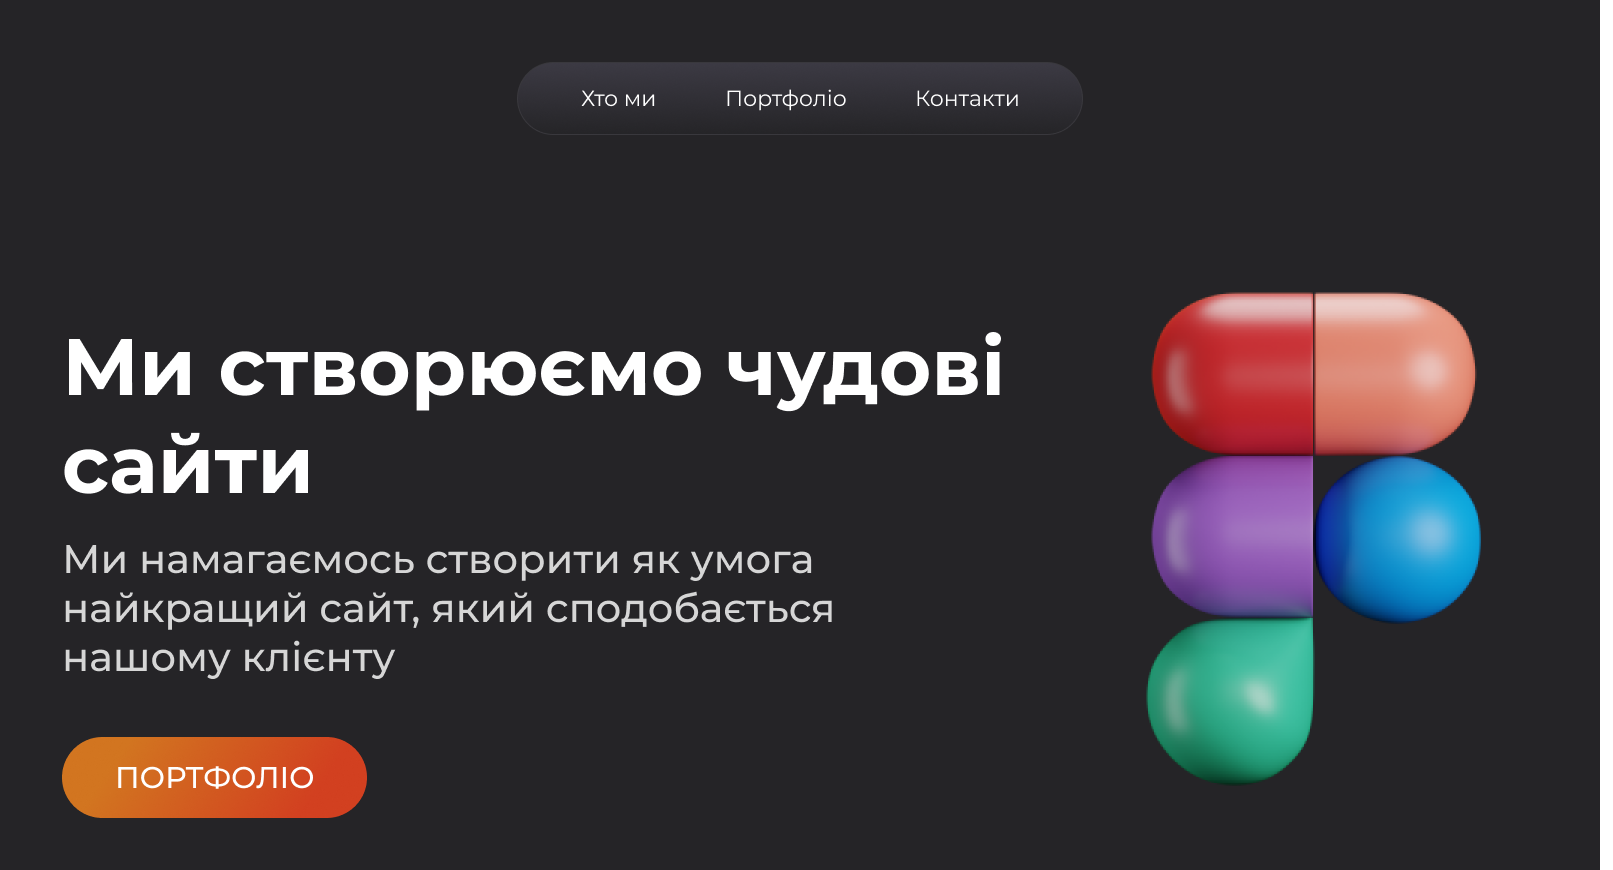 Хто ми Портфоліо Контакти
Ми створюємо чудові
сайти
Ми намагаємось створити як умога
найкращий сайт, який сподобається
нашому клієнту
ПОРТФОЛІО